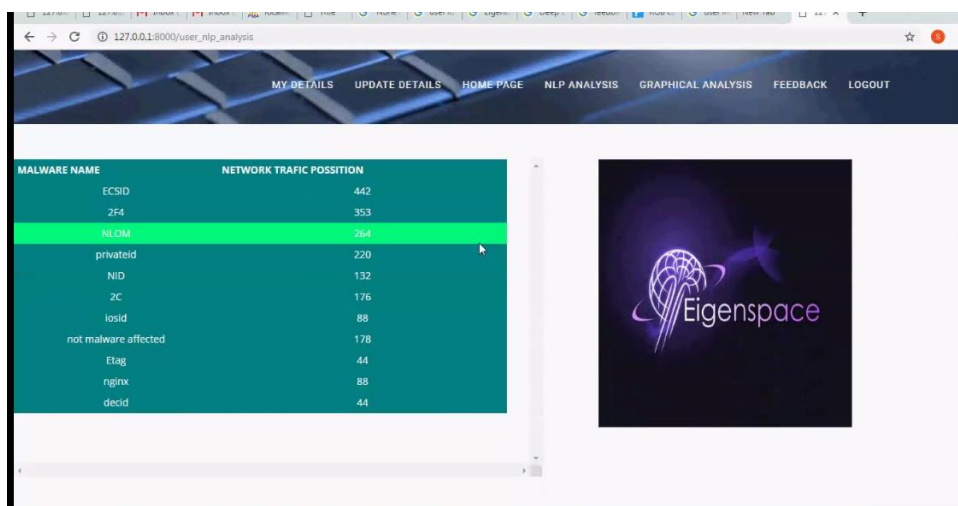 127.0.0.1:8000/user_nlp_analysis
MY DETAILS UPDATE DETAILS HOME PAGE NLP ANALYSIS GRAPHICAL ANALYSIS FEEDBACK LOGOUT
MALWARE NAME NETWORK TRAFIC POSSITION
ECSID 442
2F4 353
NLOM 264
privateid 220
NID 132
2C 176
iosid 88
not malware affected 178
Etag 44
nginx 88
decid 44
Eigenspace